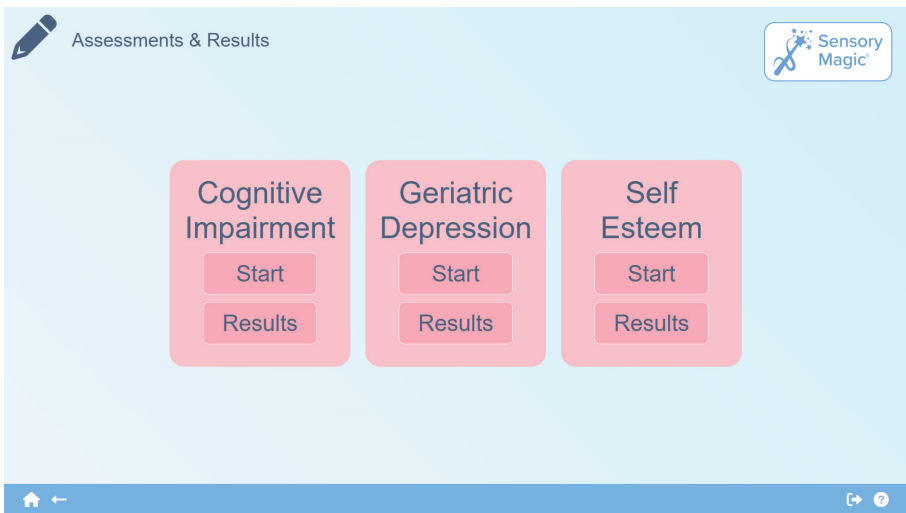 Assessments & Results
Sensory
Magic®
Cognitive
Impairment
Start
Results
Geriatric
Depression
Start
Results
Self
Esteem
Start
Results
?